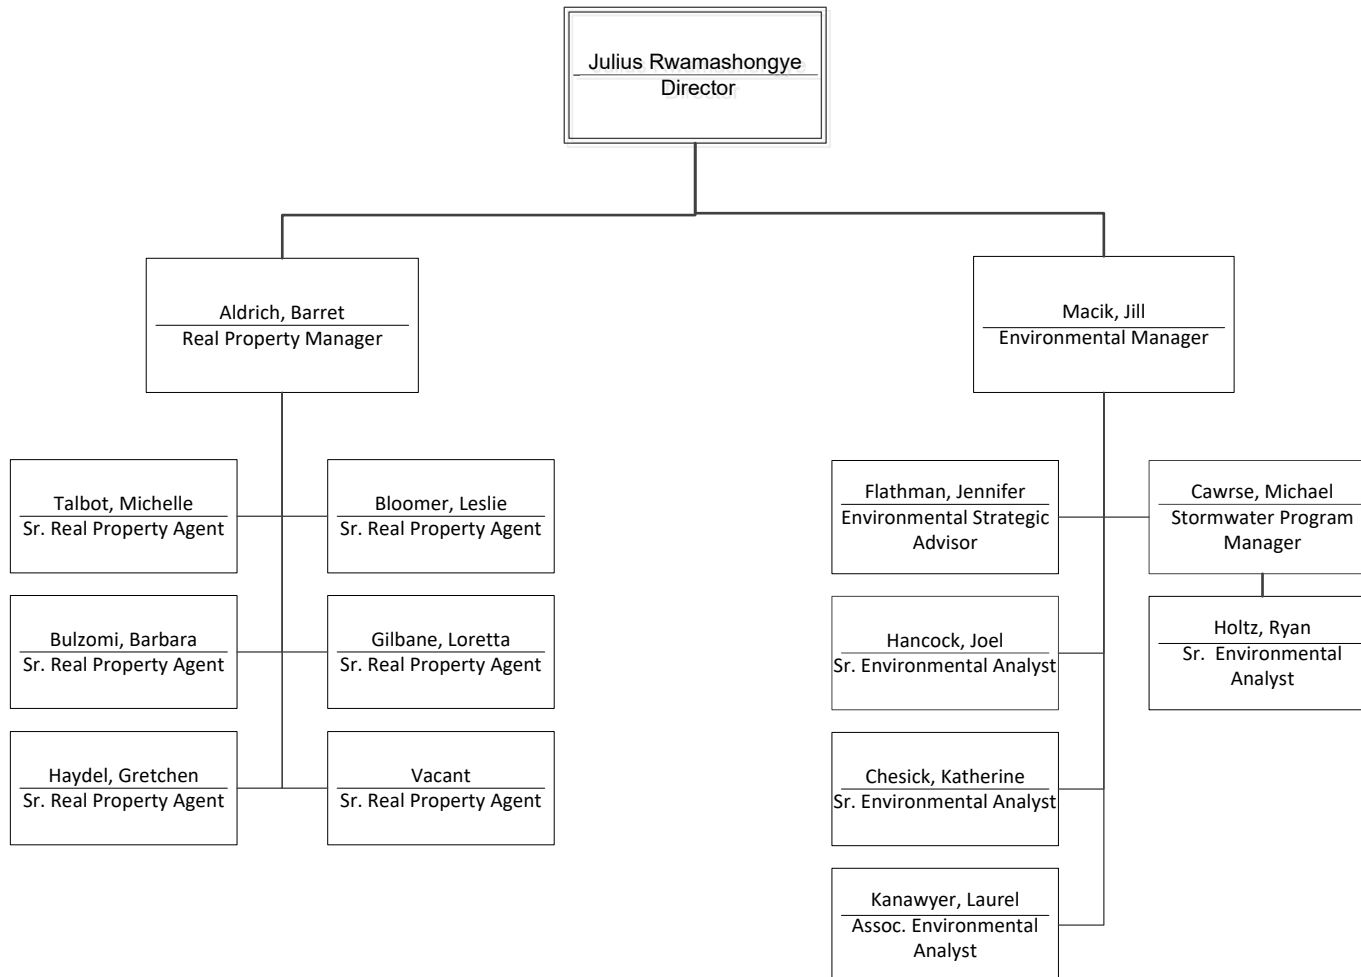 Julius Rwamashongye
Director
Aldrich, Barret
Real Property Manager
Macik, Jill
Environmental Manager
Talbot, Michelle
Sr. Real Property Agent
Bloomer, Leslie
Sr. Real Property Agent
Flathman, Jennifer
Environmental Strategic
Advisor
Cawrse, Michael
Stormwater Program
Manager
Bulzomi, Barbara
Sr. Real Property Agent
Gilbane, Loretta
Sr. Real Property Agent
Hancock, Joel
Sr. Environmental Analyst
Holtz, Ryan
Sr. Environmental
Analyst
Haydel, Gretchen
Sr. Real Property Agent
Vacant
Sr. Real Property Agent
Chesick, Katherine
Sr. Environmental Analyst
Kanawyer, Laurel
Assoc. Environmental
Analyst